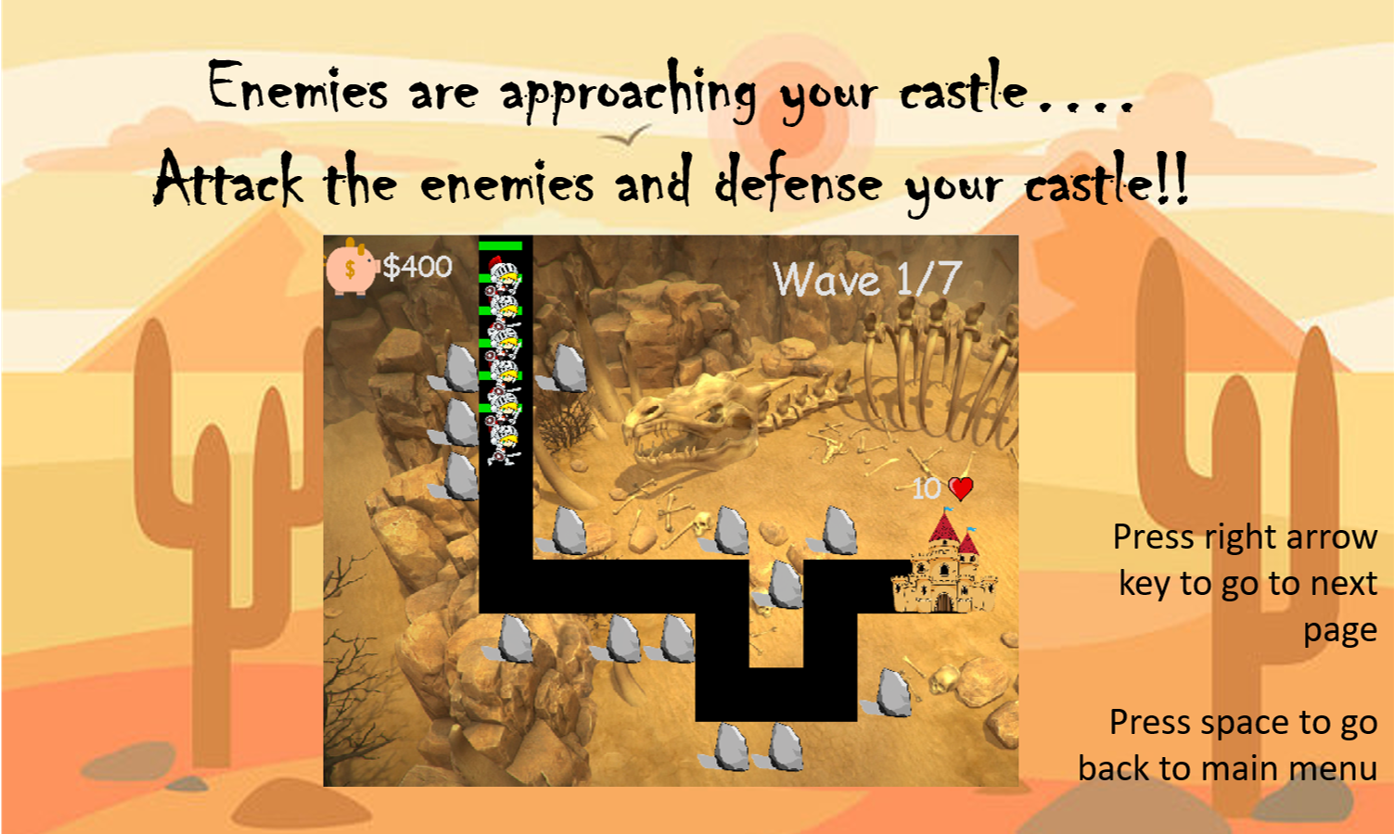 Enemies are approaching your castle....
Attack the enemies and defense your castle!!
$ $400
Wave 1/7
10
Press right arrow
key to go to next
page
Press space to go
back to main menu